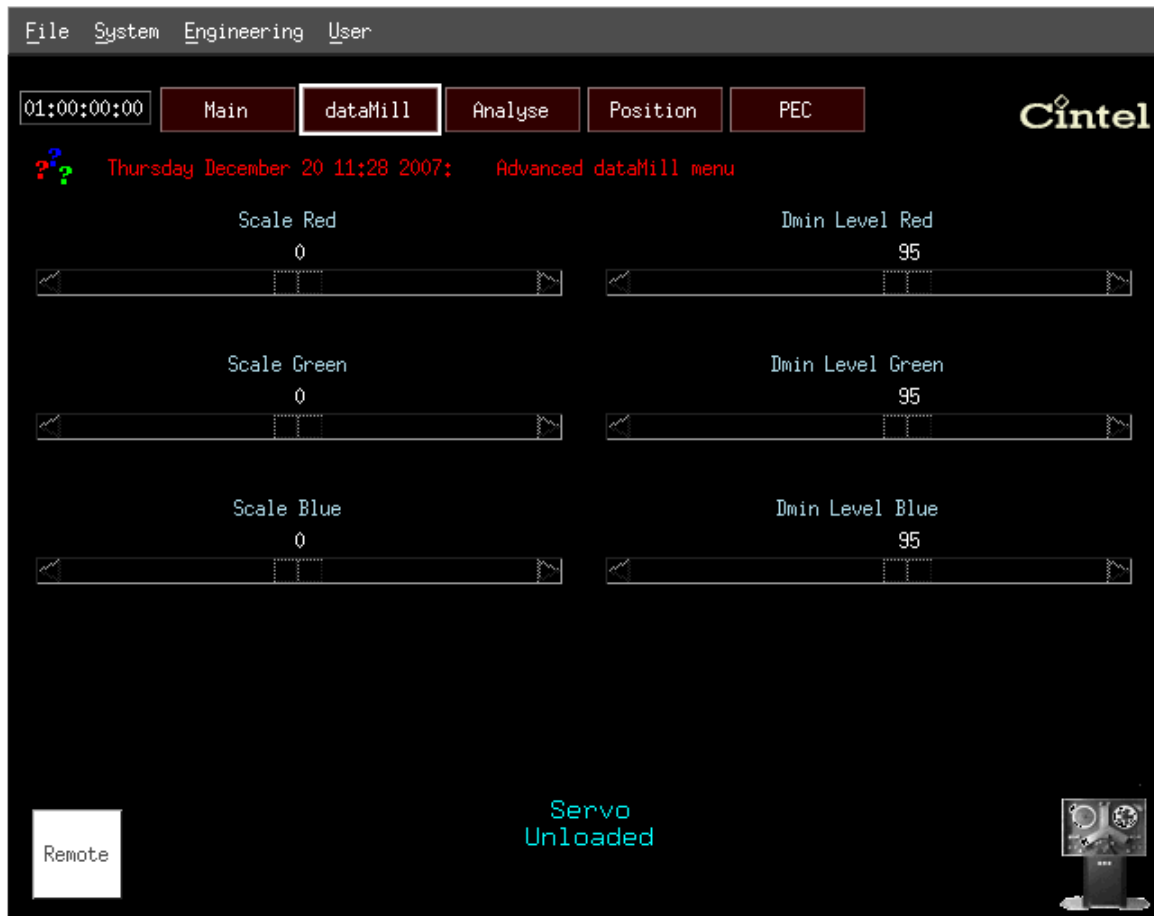 File System Engineering User
01:00:00:00 Main dataMill Analyse Position PEC Cintel
??? Thursday December 20 11:28 2007: Advanced dataMill menu
Scale Red Dmin Level Red
0 95
Scale Green Dmin Level Green
0 95
Scale Blue Dmin Level Blue
0 95
Servo
Unloaded
Remote